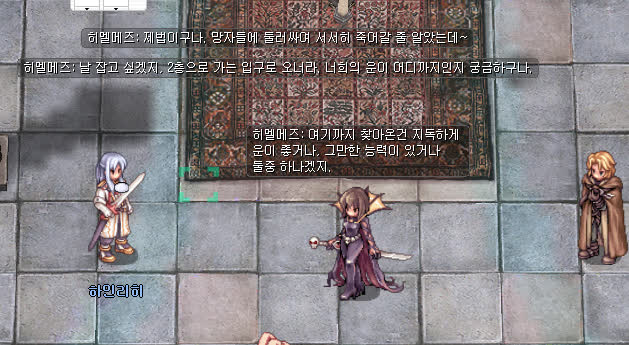 히멜메즈: 제법이구나. 망자들에 둘러싸여 서서히 죽어갈 줄 알았는데~
히멜메즈: 날 잡고 싶겠지. 2층으로 가는 입구로 오너라, 너희의 운이 어디까지인지 궁금하구나.
히멜메즈: 여기까지 찾아온건 지독하게
운이 좋거나, 그만한 능력이 있거나
둘중 하나겠지.
하인리히